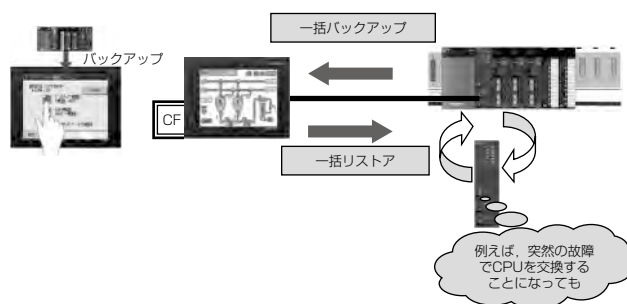 一括バックアップ
バックアップ
CF
一括リストア
例えば，突然の故障
でCPUを交換する
ことになっても